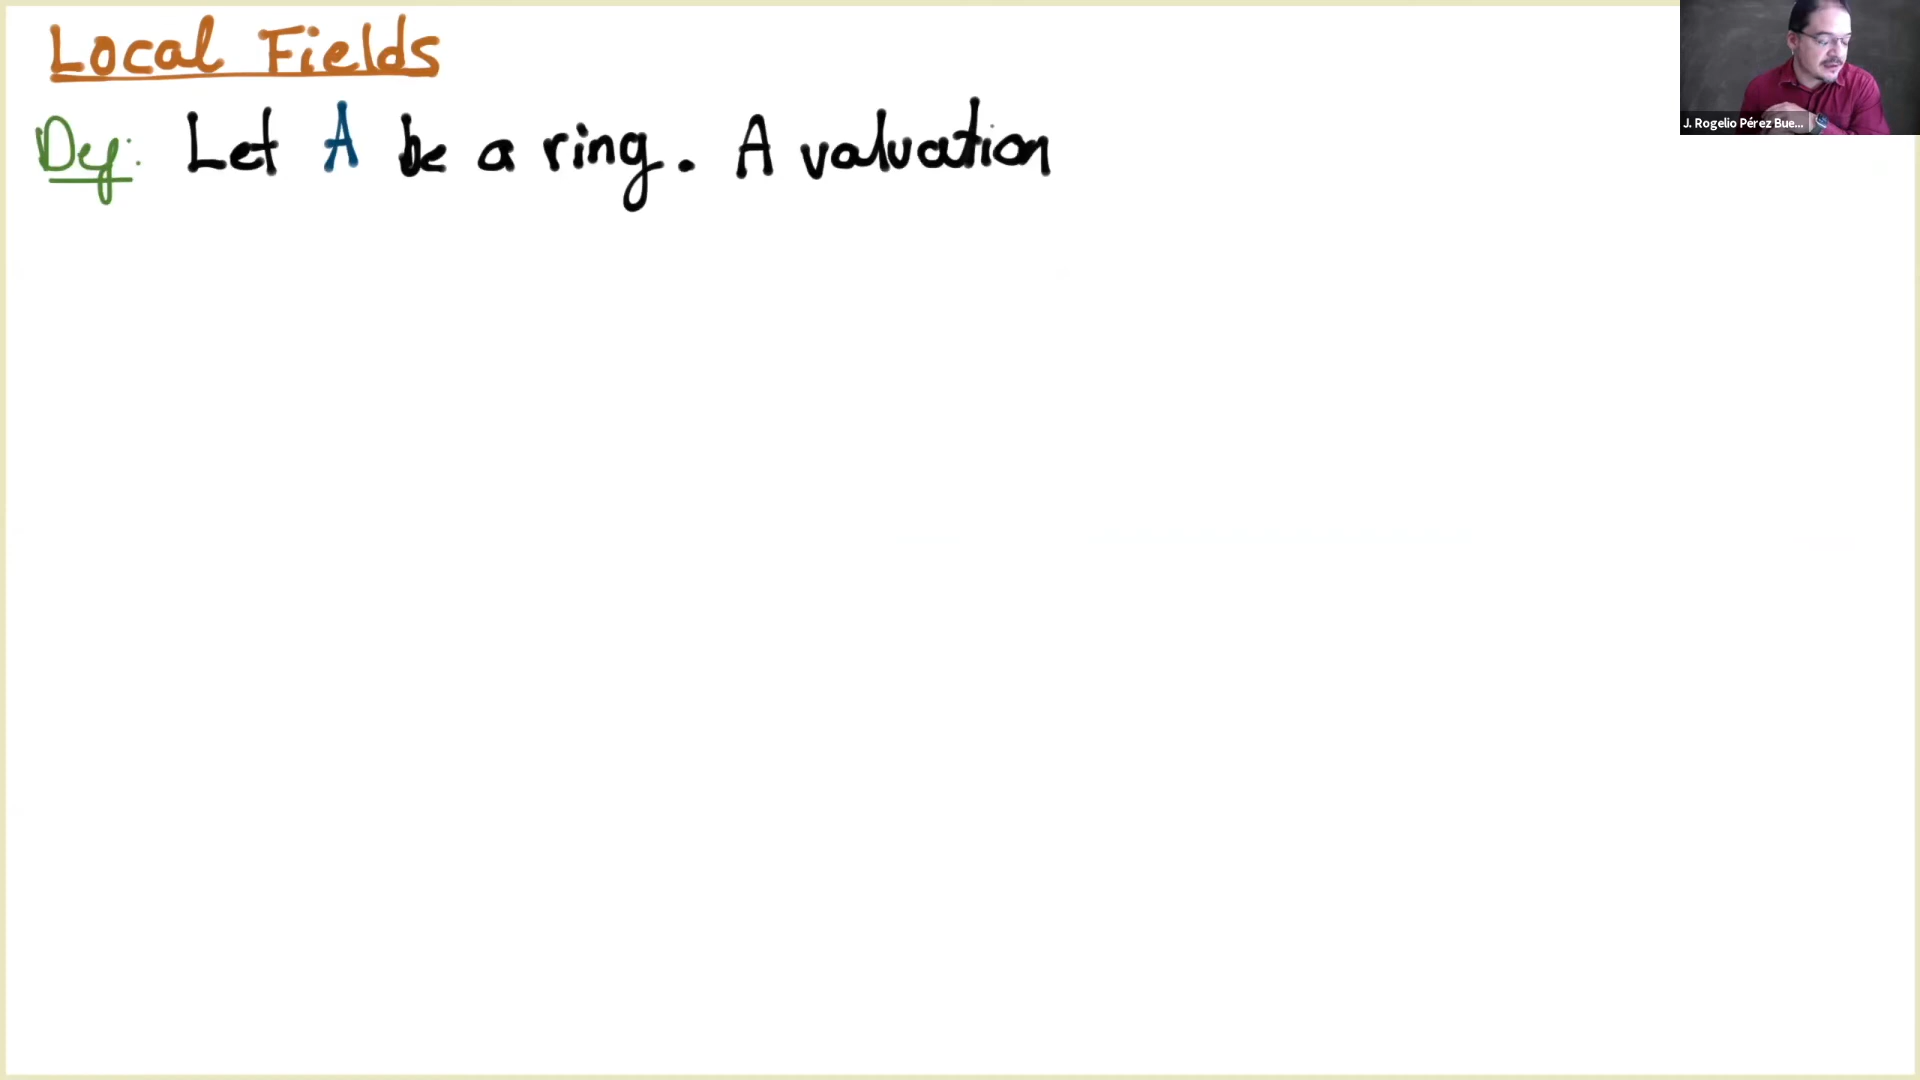 Local Fields
Def: Let A be a ring. A valuation
J. Rogelio Pérez Bue...